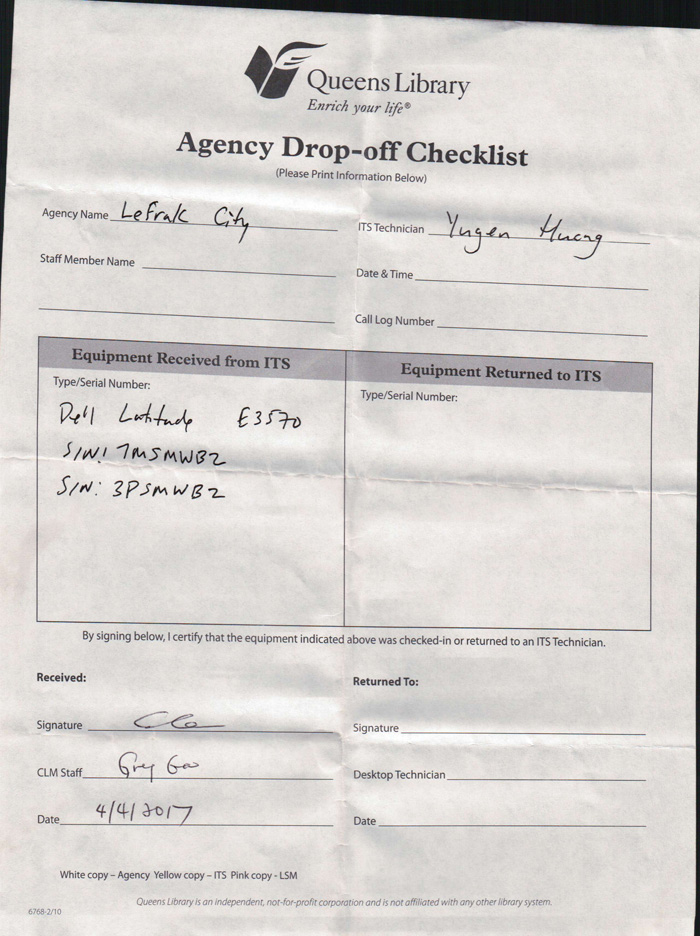 Queens Library
Enrich your life®
Agency Drop-off Checklist
(Please Print Information Below)
Agency Name Lefrak City
ITS Technician Yugen Huang
Staff Member Name
Date & Time
Call Log Number
Equipment Received from ITS
Type/Serial Number:
Dell Latitude E3570
S/N: 7MSMWB2
S/N: 3PSMWB2
Equipment Returned to ITS
Type/Serial Number:
By signing below, I certify that the equipment indicated above was checked-in or returned to an ITS Technician.
Received:
Signature
CLM Staff
Date 4/4/2017
Returned To:
Signature
Desktop Technician
Date
White copy – Agency Yellow copy – ITS Pink copy - LSM
Queens Library is an independent, not-for-profit corporation and is not affiliated with any other library system.
6768-2/10